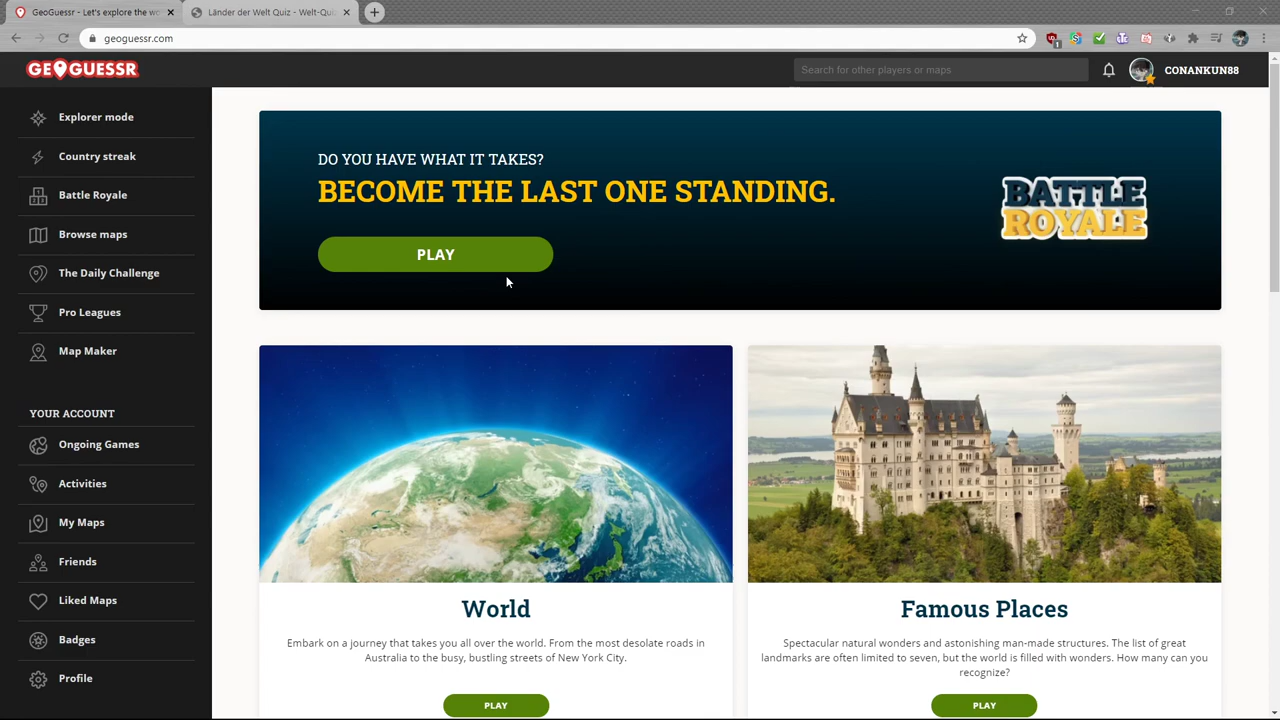 GeoGuessr - Let's explore the wo
Länder der Welt Quiz - Welt-Quiz
geoguessr.com
1
GEOGUESSR
Search for other players or maps
CONANKUN88
Explorer mode
Country streak
Battle Royale
Browse maps
The Daily Challenge
Pro Leagues
Map Maker
YOUR ACCOUNT
Ongoing Games
Activities
My Maps
Friends
Liked Maps
Badges
Profile
DO YOU HAVE WHAT IT TAKES?
BECOME THE LAST ONE STANDING.
PLAY
BATTLE
ROYALE
World
Embark on a journey that takes you all over the world. From the most desolate roads in
Australia to the busy, bustling streets of New York City.
PLAY
Famous Places
Spectacular natural wonders and astonishing man-made structures. The list of great
landmarks are often limited to seven, but the world is filled with wonders. How many can you
recognize?
PLAY